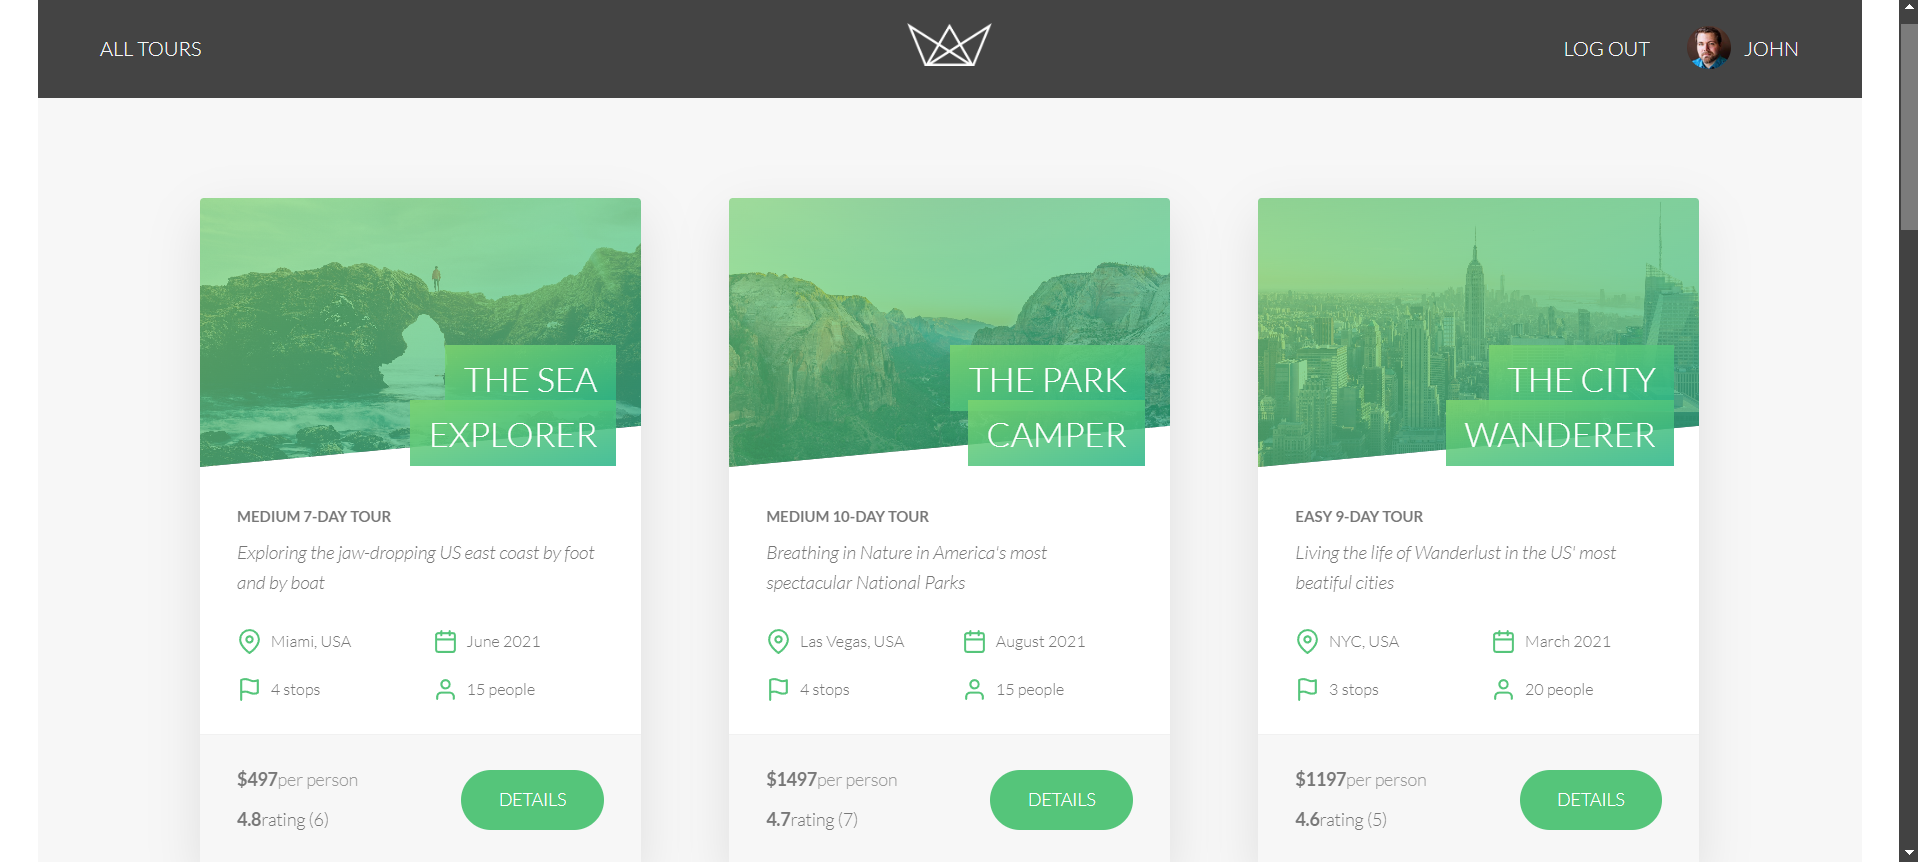 ALL TOURS
LOG OUT
JOHN
THE SEA
EXPLORER
MEDIUM 7-DAY TOUR
Exploring the jaw-dropping US east coast by foot
and by boat
Miami, USA
June 2021
4 stops
15 people
$497per person
4.8rating (6)
DETAILS
THE PARK
CAMPER
MEDIUM 10-DAY TOUR
Breathing in Nature in America's most
spectacular National Parks
Las Vegas, USA
August 2021
4 stops
15 people
$1497per person
4.7rating (7)
DETAILS
THE CITY
WANDERER
EASY 9-DAY TOUR
Living the life of Wanderlust in the US' most
beatiful cities
NYC, USA
March 2021
3 stops
20 people
$1197per person
4.6rating (5)
DETAILS